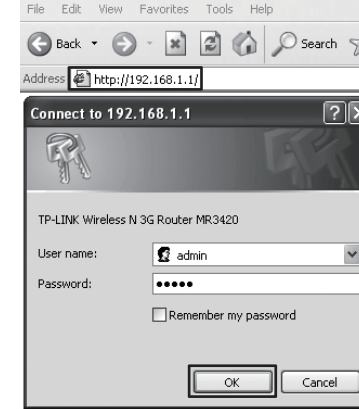 File Edit View Favorites Tools Help
Back Search
Address http://192.168.1.1/
Connect to 192.168.1.1
TP-LINK Wireless N 3G Router MR3420
User name: admin
Password: •••••
Remember my password
OK Cancel